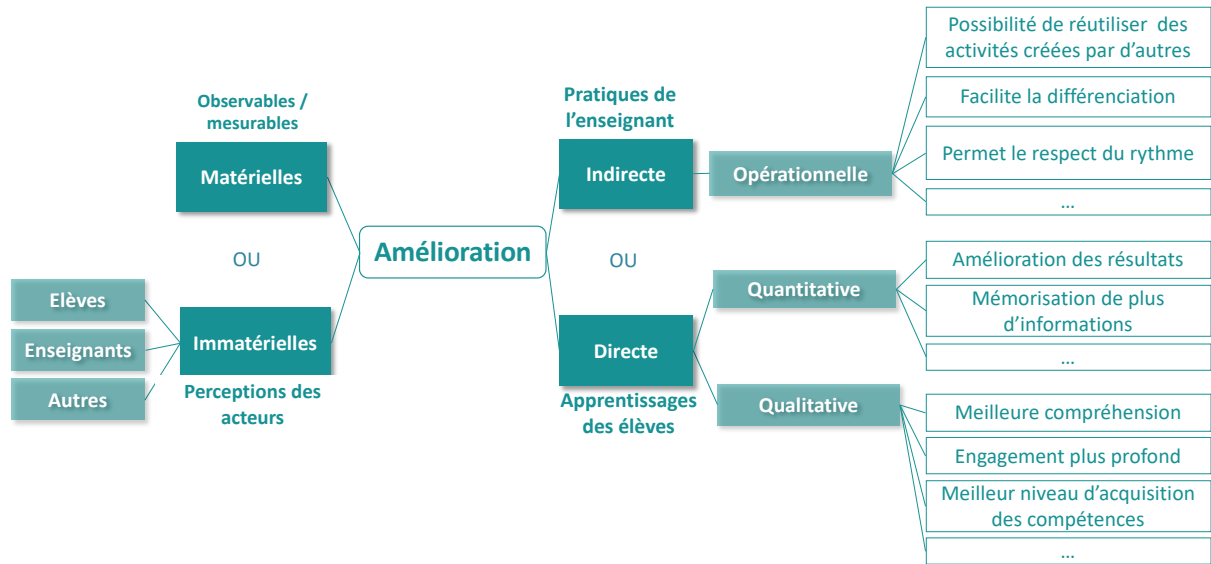 Observables /
mesurables
Matérielles
OU
Elèves
Enseignants
Autres
Immatérielles
Perceptions des
acteurs
Amélioration
Pratiques de
l’enseignant
Indirecte
OU
Directe
Apprentissages
des élèves
Opérationnelle
Quantitative
Qualitative
Possibilité de réutiliser des
activités créées par d’autres
Facilite la différenciation
Permet le respect du rythme
...
Amélioration des résultats
Mémorisation de plus
d’informations
...
Meilleure compréhension
Engagement plus profond
Meilleur niveau d’acquisition
des compétences
...